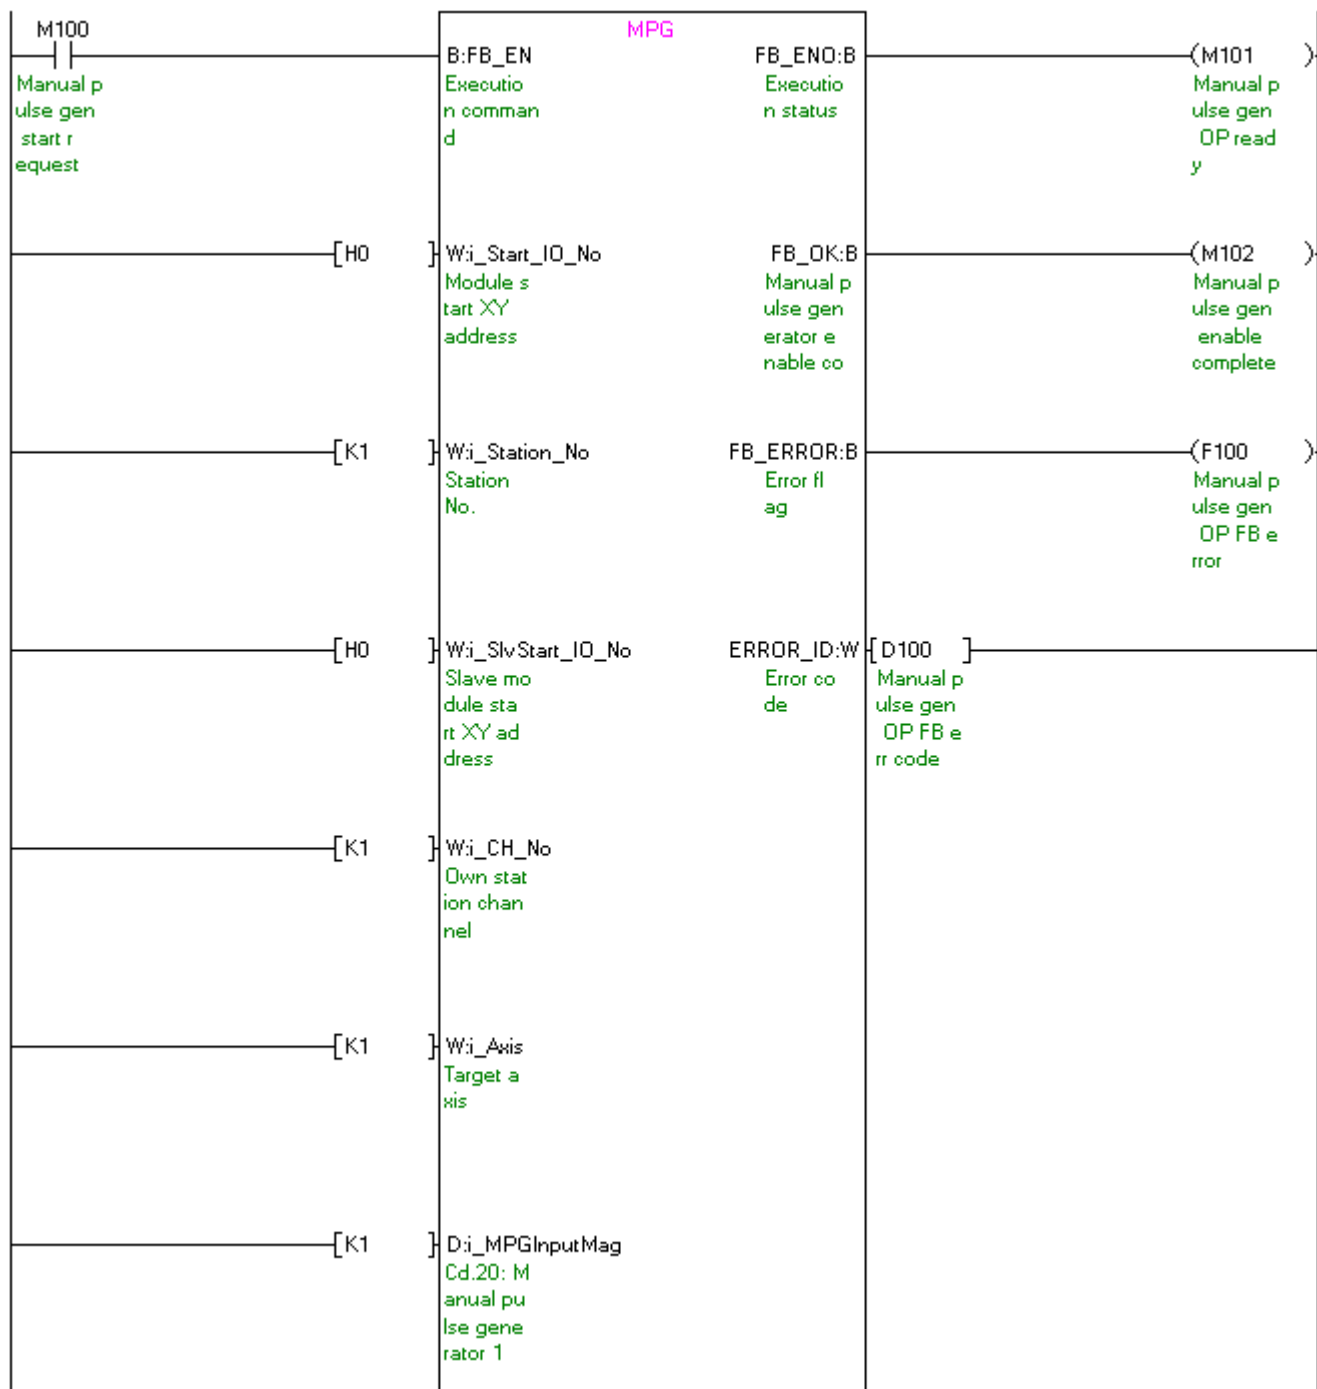 M100
MPG
B:FB_EN
FB_ENO:B
(M101 )
Manual p
ulse gen
start r
equest
Executio
n comman
d
Executio
n status
Manual p
ulse gen
OP read
y
[H0 ]
W:i_Start_IO_No
FB_OK:B
(M102 )
Module s
tart XY
address
Manual p
ulse gen
erator e
nable co
Manual p
ulse gen
enable
complete
[K1 ]
W:i_Station_No
FB_ERROR:B
(F100 )
Station
No.
Error fl
ag
Manual p
ulse gen
OP FB e
rror
[H0 ]
W:i_SlvStart_IO_No
ERROR_ID:W
[D100 ]
Slave mo
dule sta
rt XY ad
dress
Error co
de
Manual p
ulse gen
OP FB e
rr code
[K1 ]
W:i_CH_No
Own stat
ion chan
nel
[K1 ]
W:i_Axis
Target a
xis
[K1 ]
D:i_MPGInputMag
Cd.20: M
anual pu
lse gene
rator 1